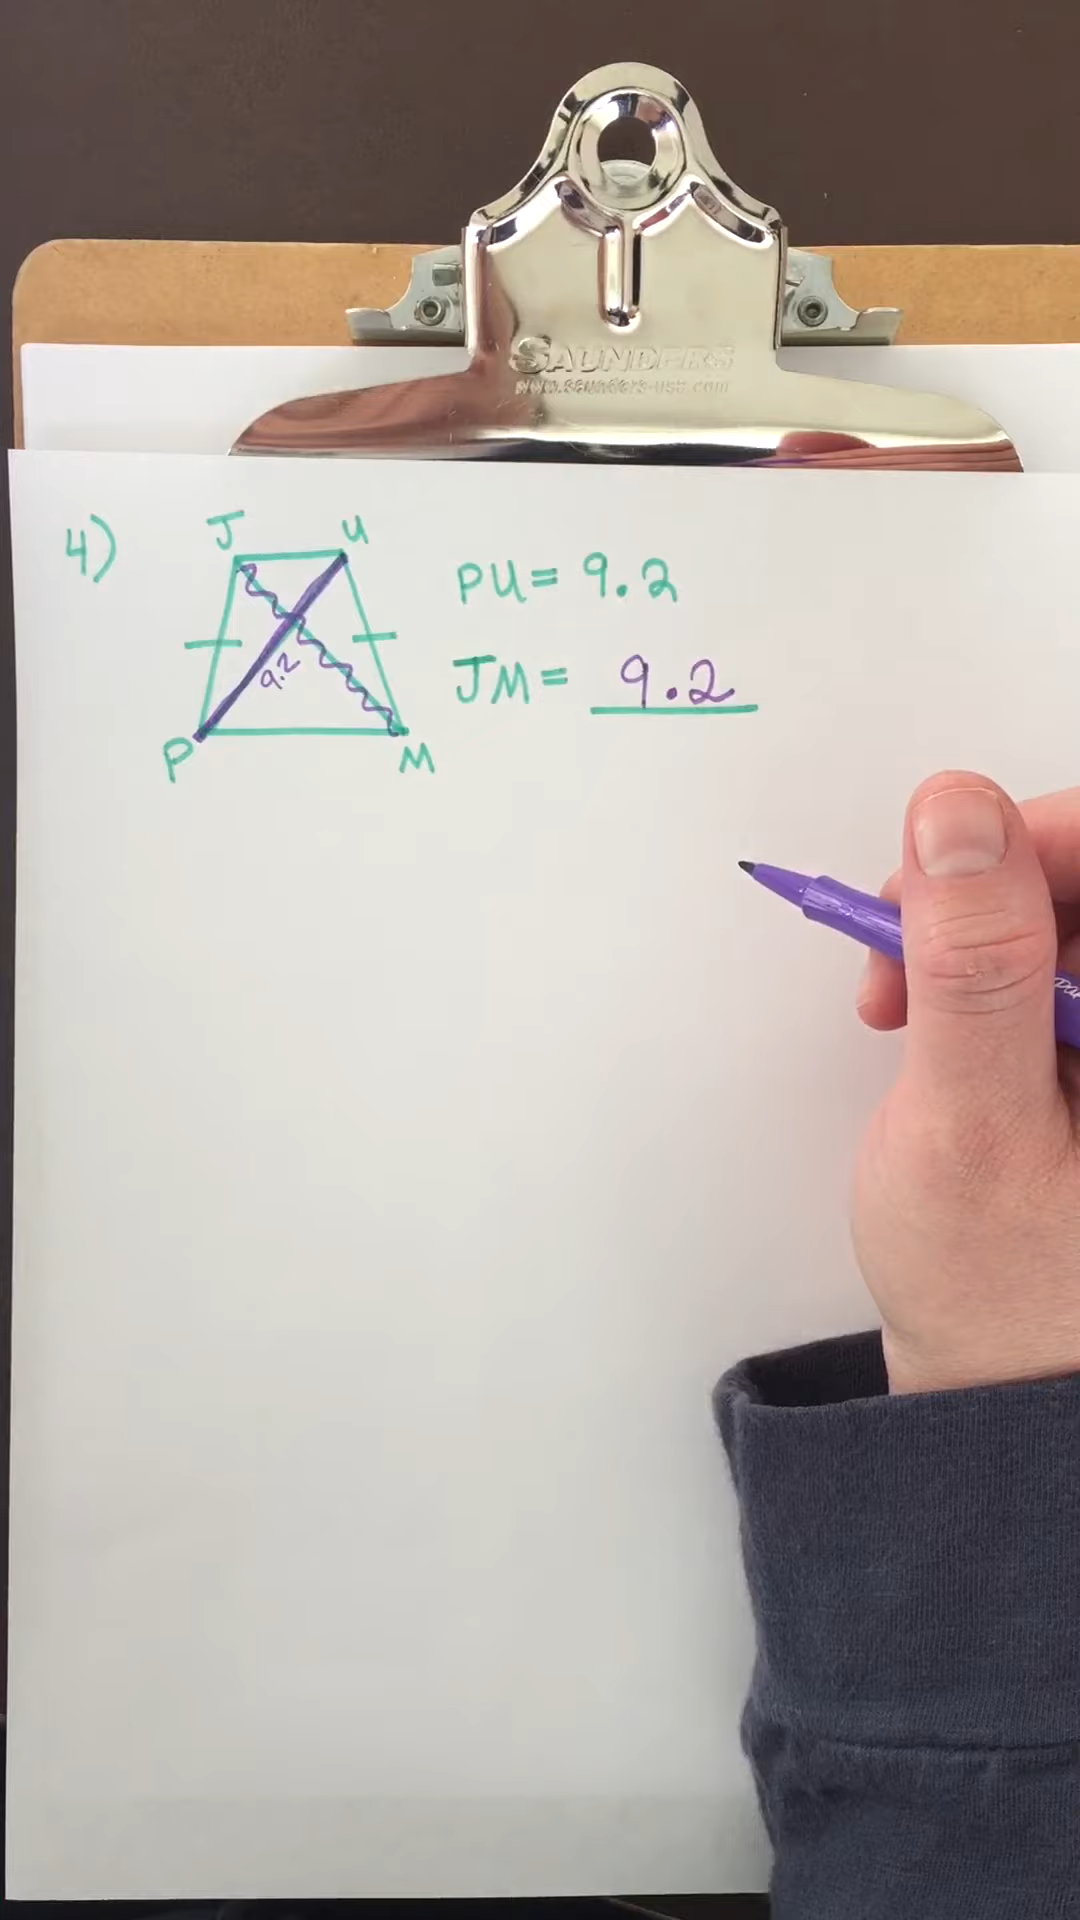 SAUNDERS
www.saunders-usa.com
4)
J U
PU = 9.2
9.2
JM = 9.2
P M